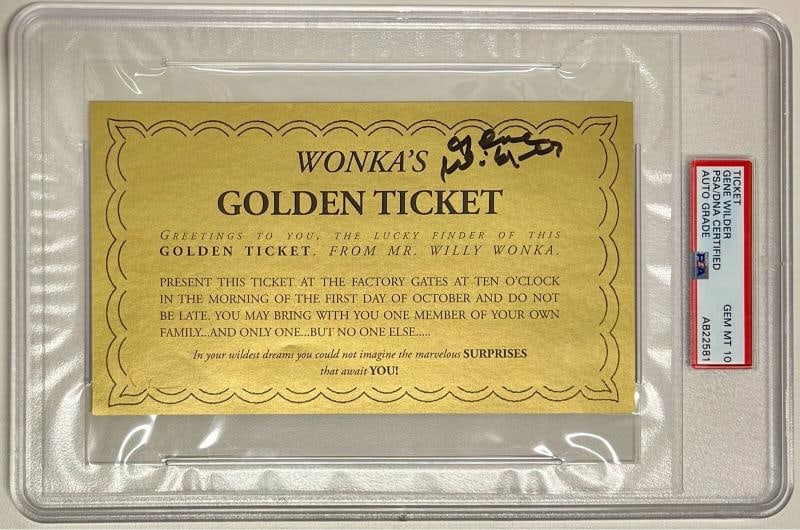 WONKA'S
Gene Wilder
GOLDEN TICKET
GREETINGS TO YOU, THE LUCKY FINDER OF THIS
GOLDEN TICKET. FROM MR. WILLY WONKA.
PRESENT THIS TICKET AT THE FACTORY GATES AT TEN O'CLOCK
IN THE MORNING OF THE FIRST DAY OF OCTOBER AND DO NOT
BE LATE. YOU MAY BRING WITH YOU ONE MEMBER OF YOUR OWN
FAMILY...AND ONLY ONE...BUT NO ONE ELSE.....
In your wildest dreams you could not imagine the marvelous SURPRISES
that await YOU!
TICKET
GENE WILDER
PSA/DNA CERTIFIED
AUTO GRADE
PSA
GEM MT 10
AB22581